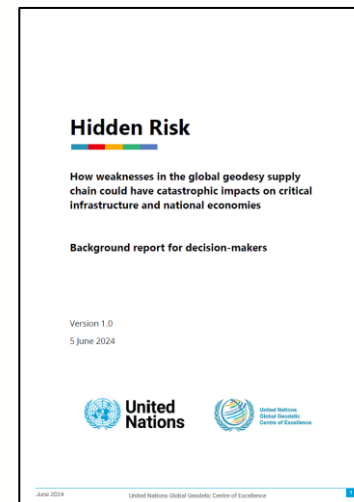 Hidden Risk
How weaknesses in the global geodesy supply
chain could have catastrophic impacts on critical
infrastructure and national economies
Background report for decision-makers
Version 1.0
5 June 2024
United
Nations
United Nations
Global Geodetic
Centre of Excellence
June 2024
United Nations Global Geodetic Centre of Excellence
1